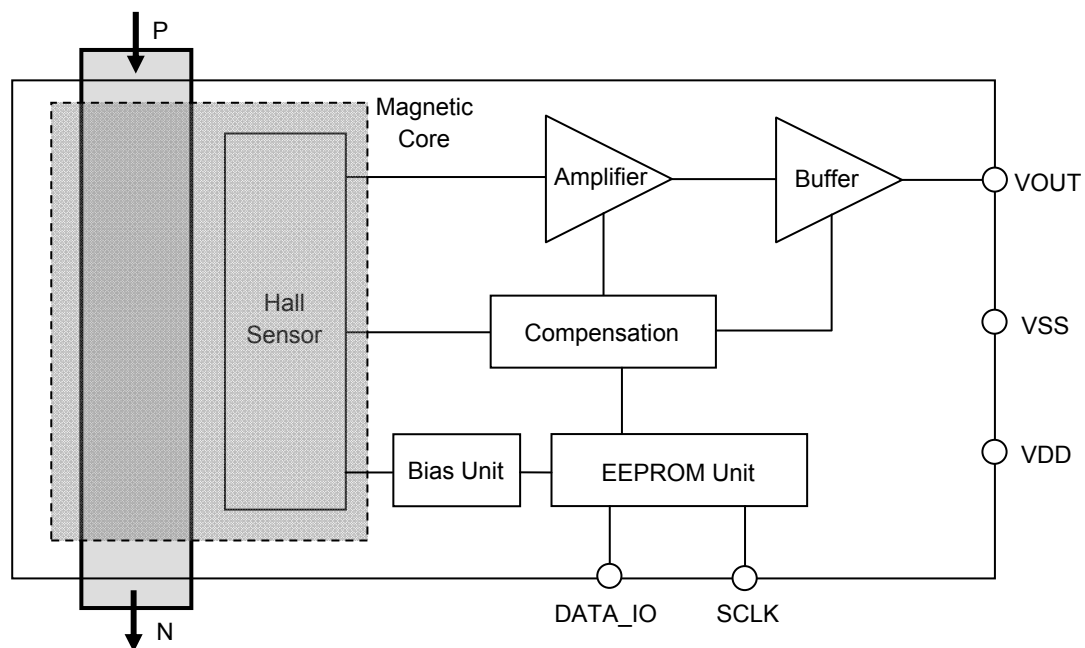 P
Magnetic
Core
Amplifier
Buffer
VOUT
Hall
Sensor
Compensation
VSS
Bias Unit
EEPROM Unit
VDD
DATA_IO
SCLK
N